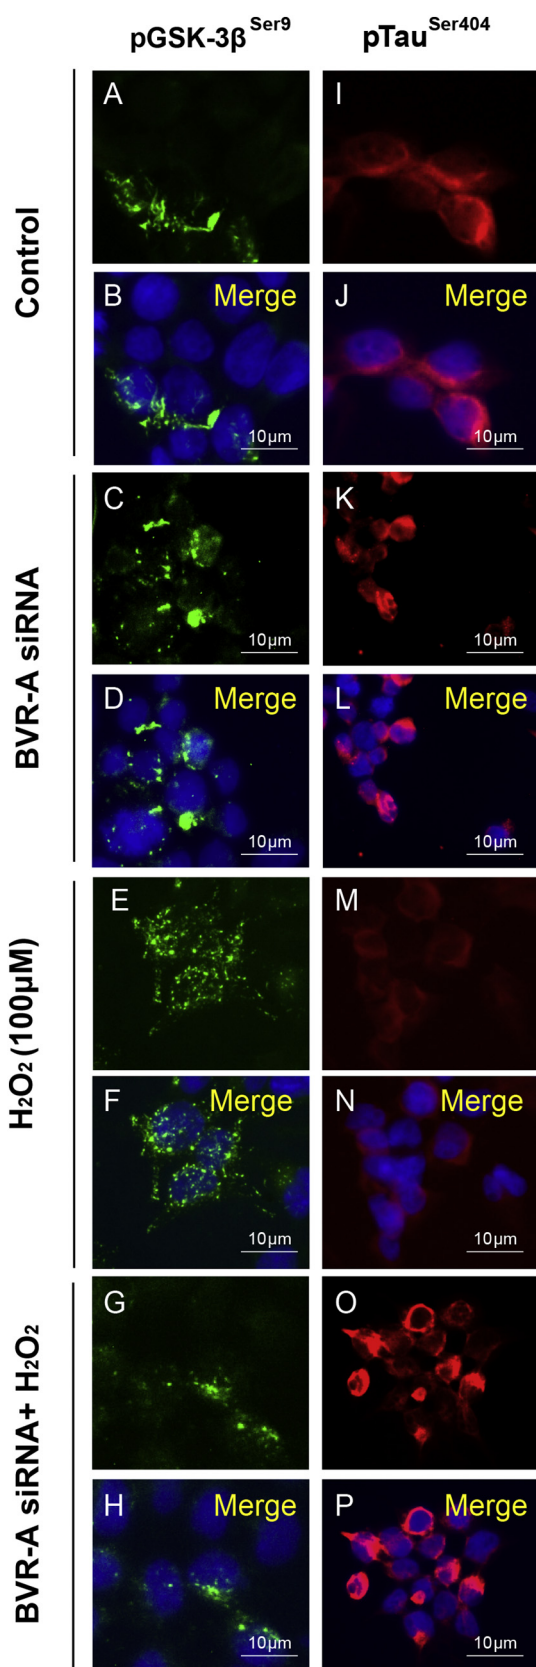 pGSK-3β^Ser9 pTau^Ser404
Control
A
I
B Merge
10μm
J Merge
10μm
BVR-A siRNA
C
10μm
K
10μm
D Merge
10μm
L Merge
10μm
H₂O₂ (100μM)
E
M
F Merge
10μm
N Merge
10μm
BVR-A siRNA+ H₂O₂
G
O
H Merge
10μm
P Merge
10μm